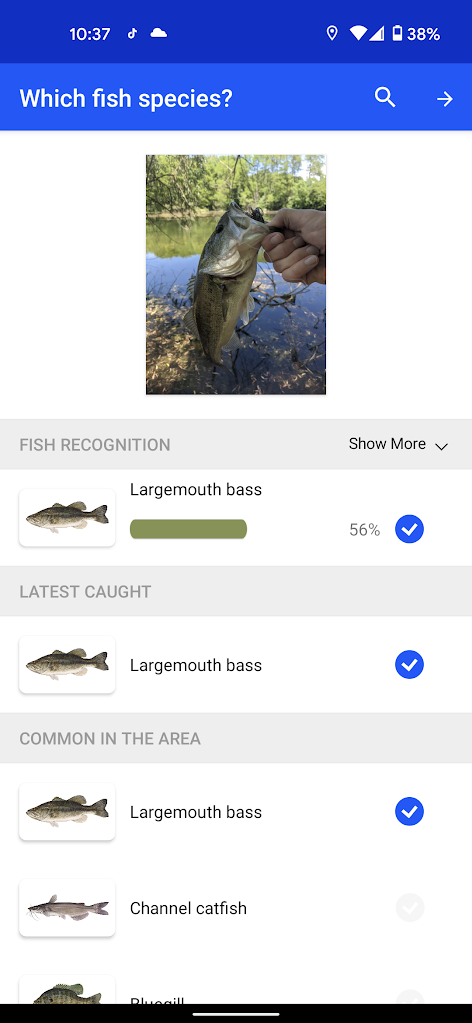 10:37 38%
Which fish species?
FISH RECOGNITION Show More
Largemouth bass
56%
LATEST CAUGHT
Largemouth bass
COMMON IN THE AREA
Largemouth bass
Channel catfish
Bluegill